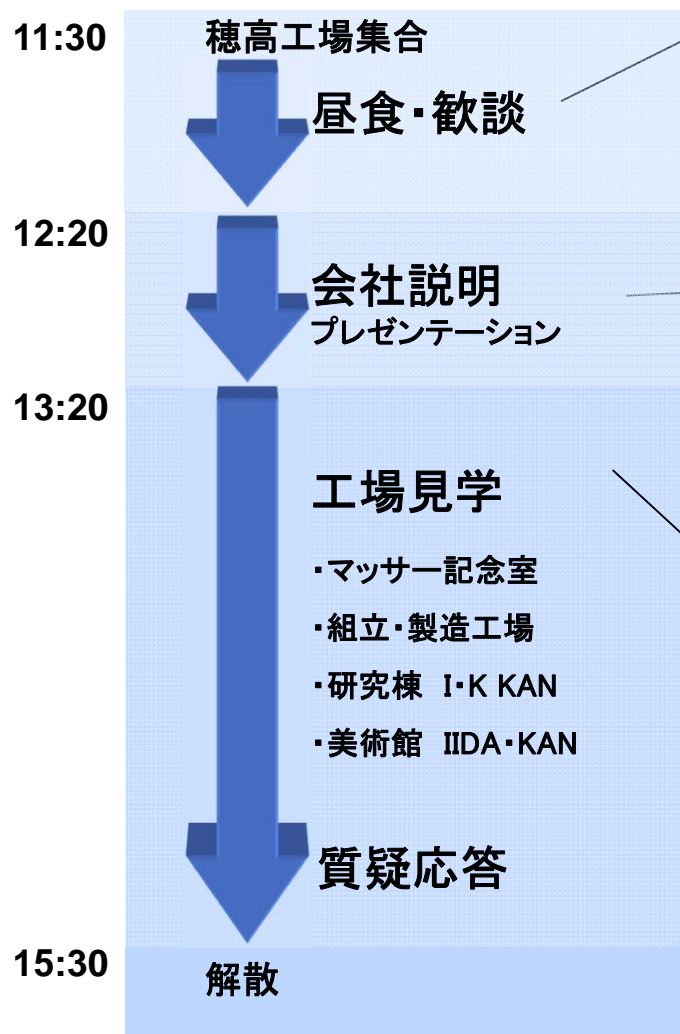 11:30 穂高工場集合
昼食・歓談
12:20
会社説明
プレゼンテーション
13:20
工場見学
・マッサー記念室
・組立・製造工場
・研究棟 I・K KAN
・美術館 IIDA・KAN
質疑応答
15:30 解散